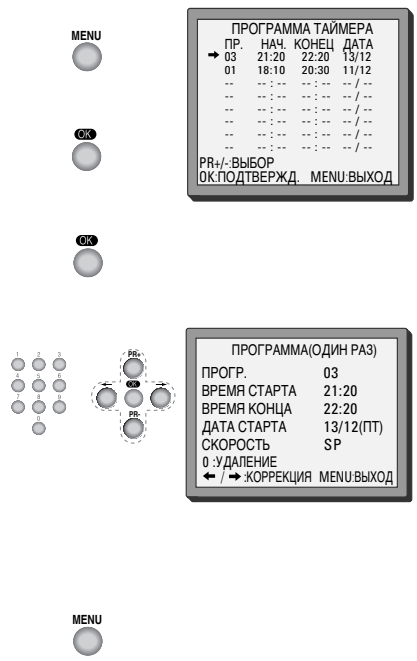 MENU
ПРОГРАММА ТАЙМЕРА
ПР. НАЧ. КОНЕЦ ДАТА
03 21:20 22:20 13/12
01 18:10 20:30 11/12
-- -- : -- -- : -- -- / --
-- -- : -- -- : -- -- / --
-- -- : -- -- : -- -- / --
-- -- : -- -- : -- -- / --
-- -- : -- -- : -- -- / --
-- -- : -- -- : -- -- / --
PR+/-:ВЫБОР
OK:ПОДТВЕРЖД. MENU:ВЫХОД
OK
OK
1 2 3
4 5 6
7 8 9
0
PR+
OK
PR-
ПРОГРАММА(ОДИН РАЗ)
ПРОГР. 03
ВРЕМЯ СТАРТА 21:20
ВРЕМЯ КОНЦА 22:20
ДАТА СТАРТА 13/12(ПТ)
СКОРОСТЬ SP
0 :УДАЛЕНИЕ
← / → :КОРРЕКЦИЯ MENU:ВЫХОД
MENU